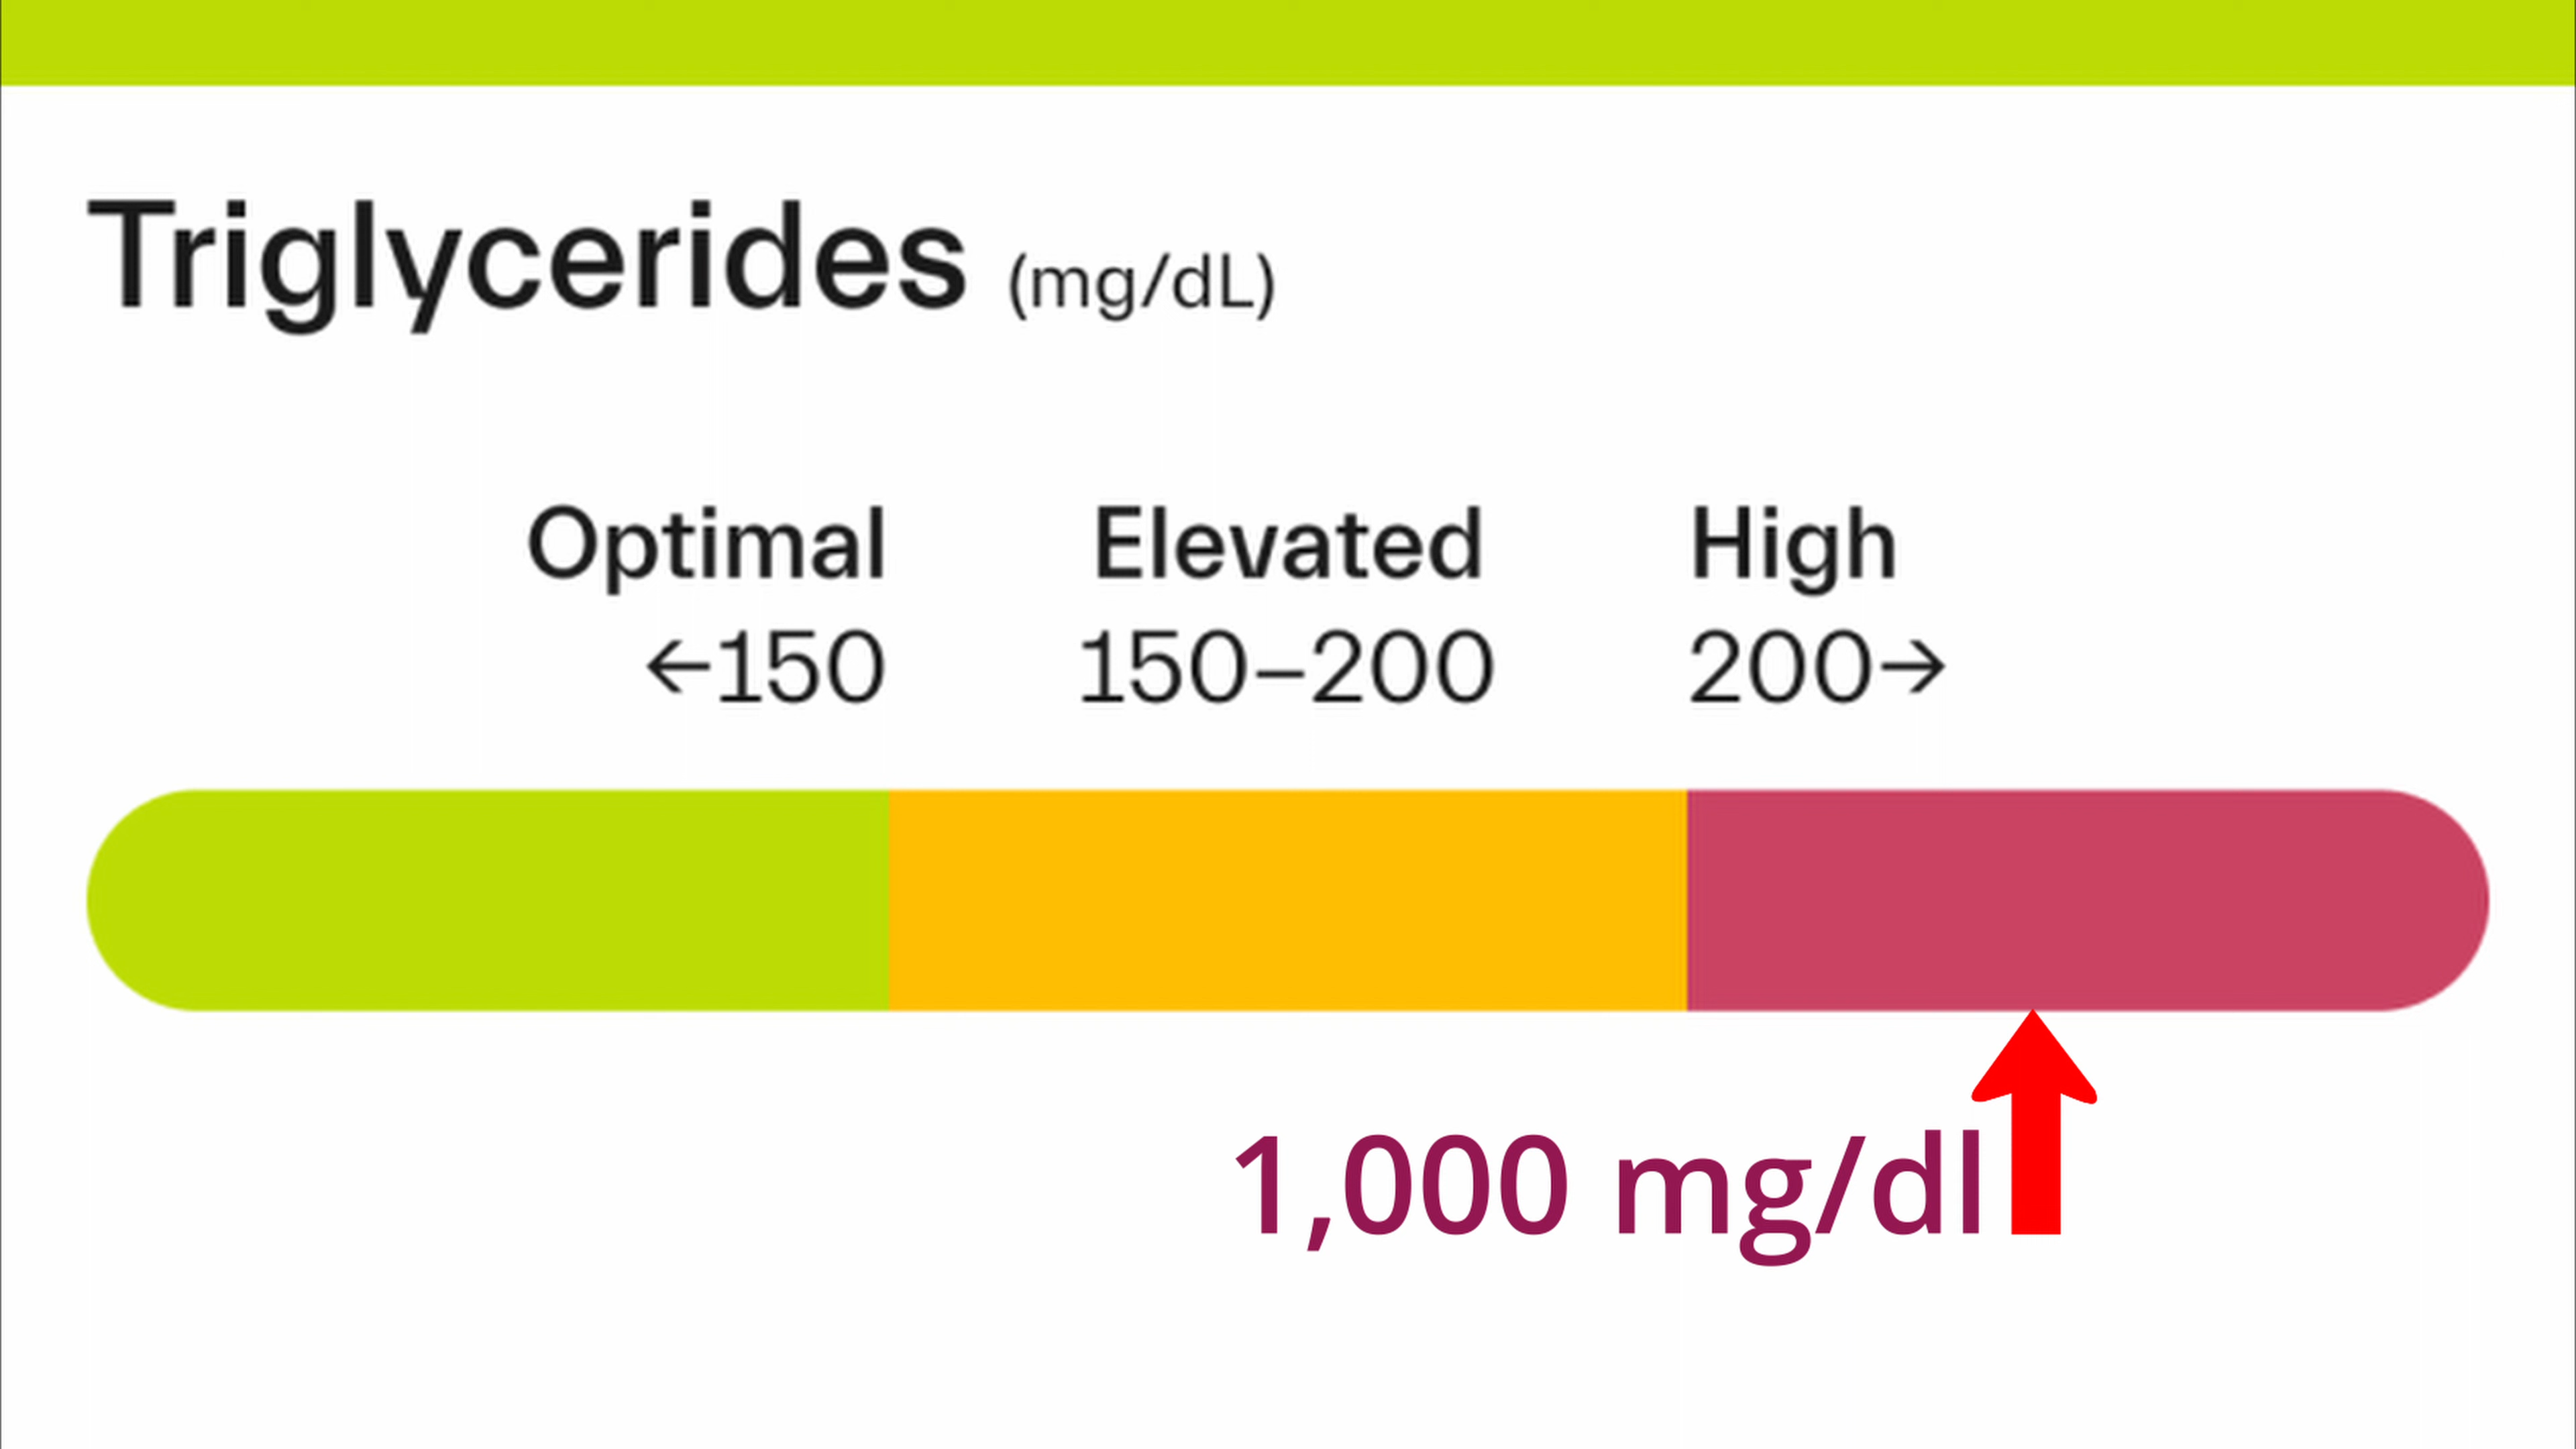 Triglycerides (mg/dL)
Optimal Elevated High
←150 150–200 200→
1,000 mg/dl